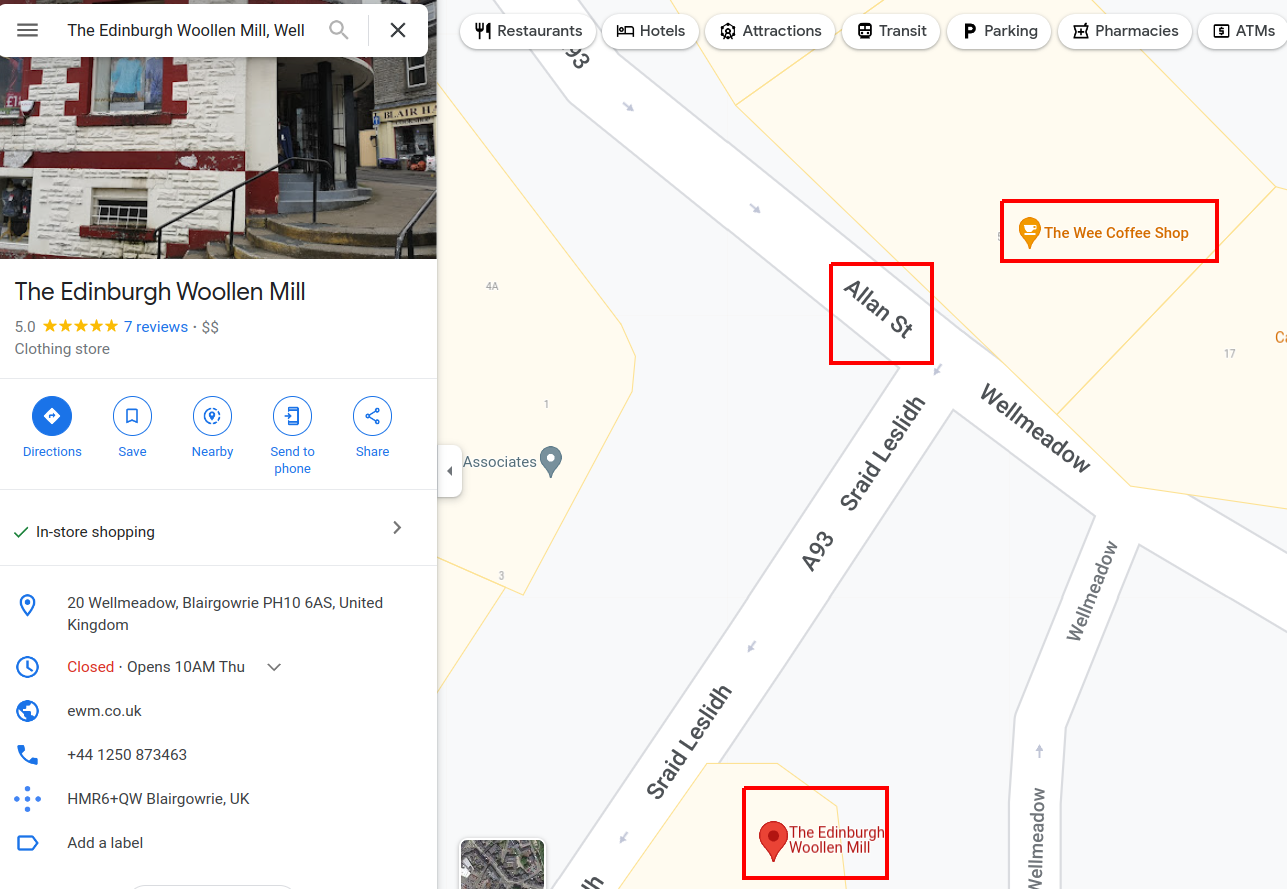 The Edinburgh Woollen Mill, Well
Restaurants
Hotels
Attractions
Transit
Parking
Pharmacies
ATMs
BLAIR HA
The Edinburgh Woollen Mill
5.0 7 reviews · $$
Clothing store
Directions
Save
Nearby
Send to
phone
Share
In-store shopping
20 Wellmeadow, Blairgowrie PH10 6AS, United
Kingdom
Closed · Opens 10AM Thu
ewm.co.uk
+44 1250 873463
HMR6+QW Blairgowrie, UK
Add a label
93
The Wee Coffee Shop
4A
Allan St
17
Ca
1
Wellmeadow
Sraid Leslidh
Associates
A93
3
Wellmeadow
Sraid Leslidh
The Edinburgh
Woollen Mill
Wellmeadow